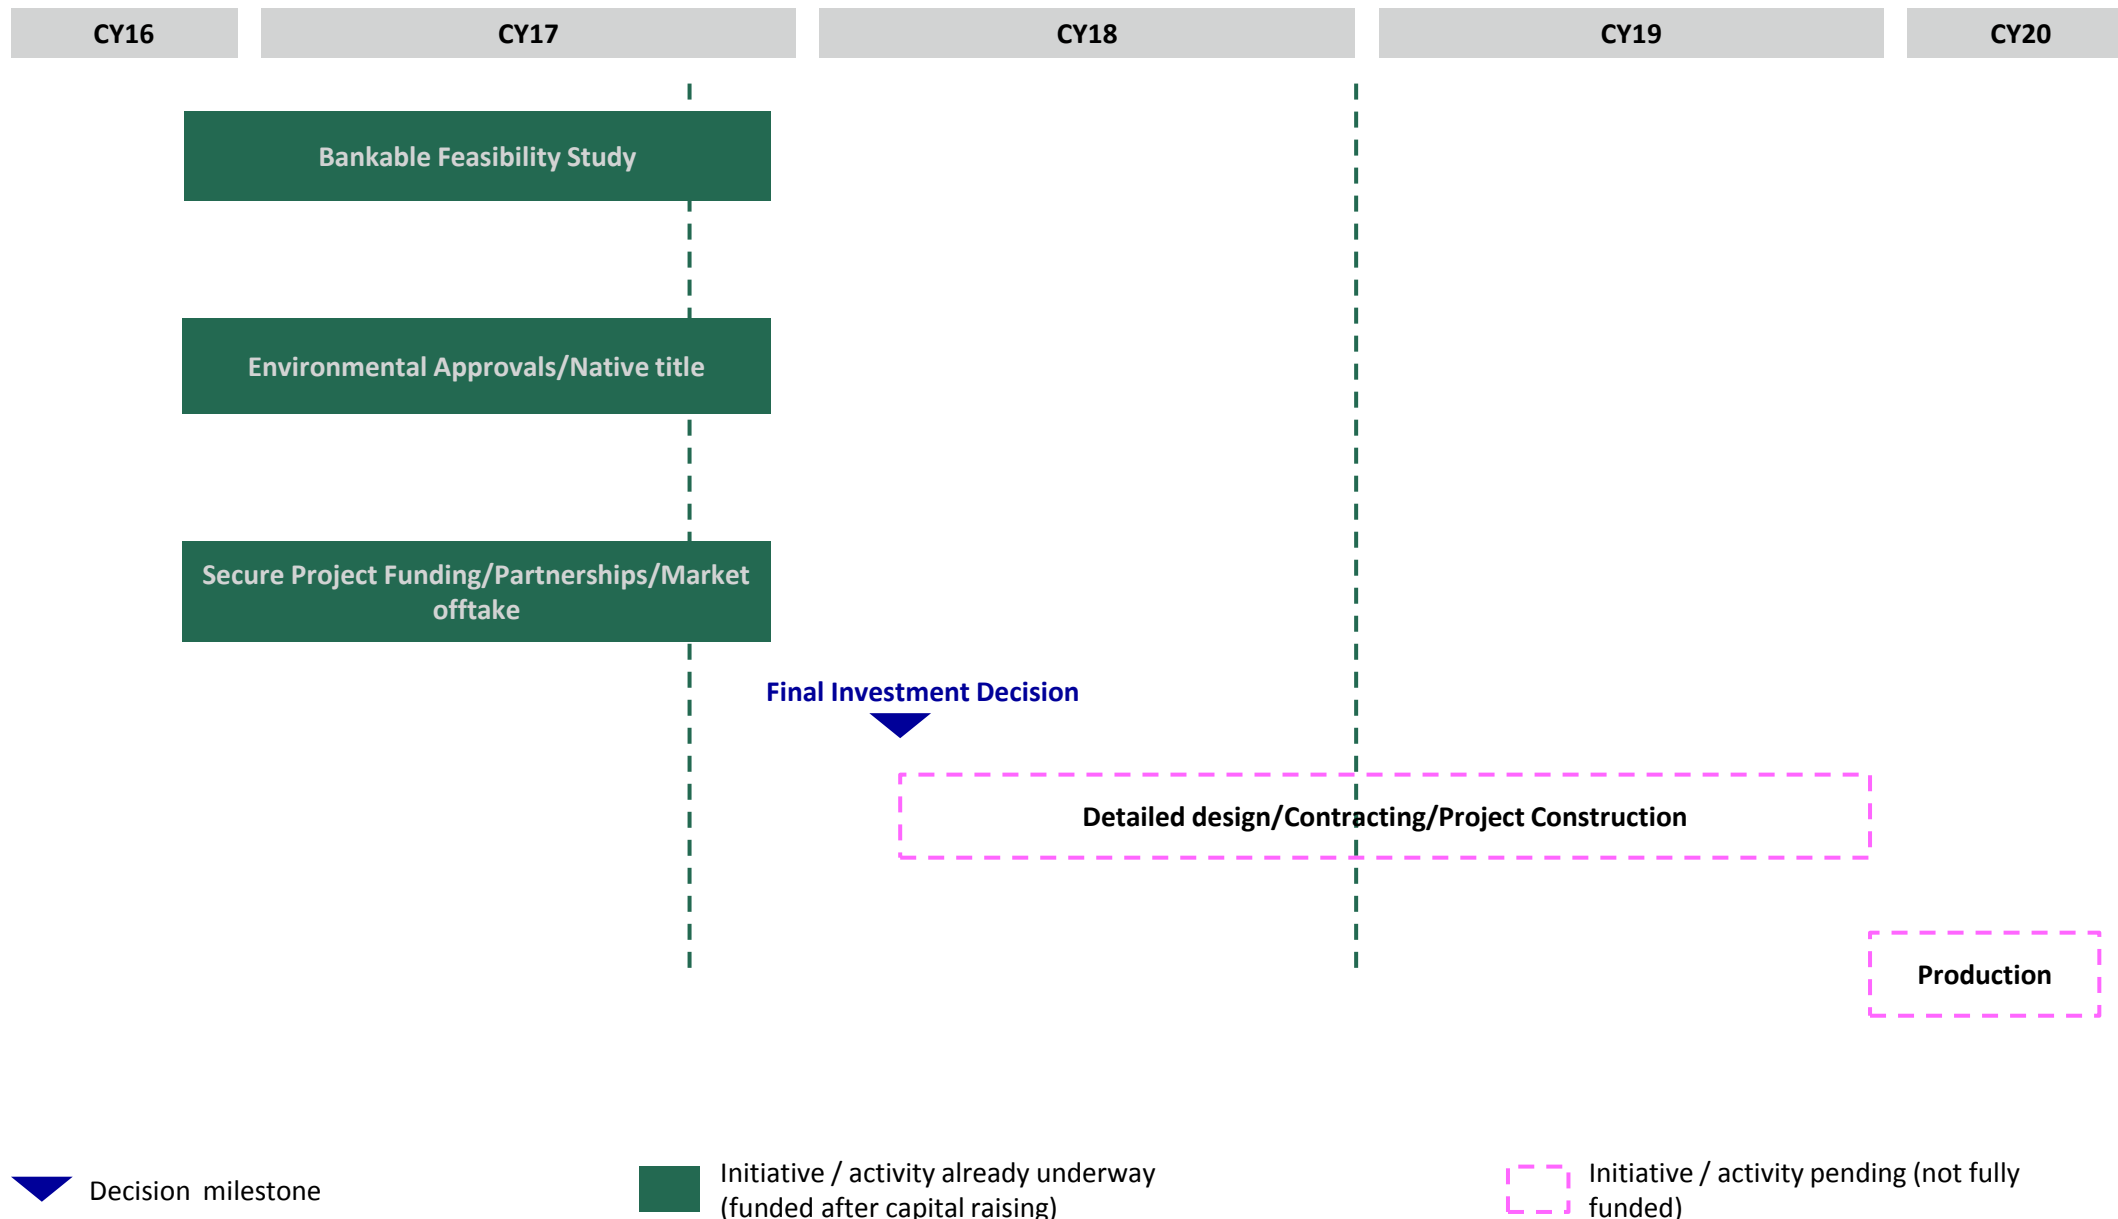 CY16
CY17
CY18
CY19
CY20
Bankable Feasibility Study
Environmental Approvals/Native title
Secure Project Funding/Partnerships/Market
offtake
Final Investment Decision
Detailed design/Contracting/Project Construction
Production
Decision milestone
Initiative / activity already underway
(funded after capital raising)
Initiative / activity pending (not fully
funded)